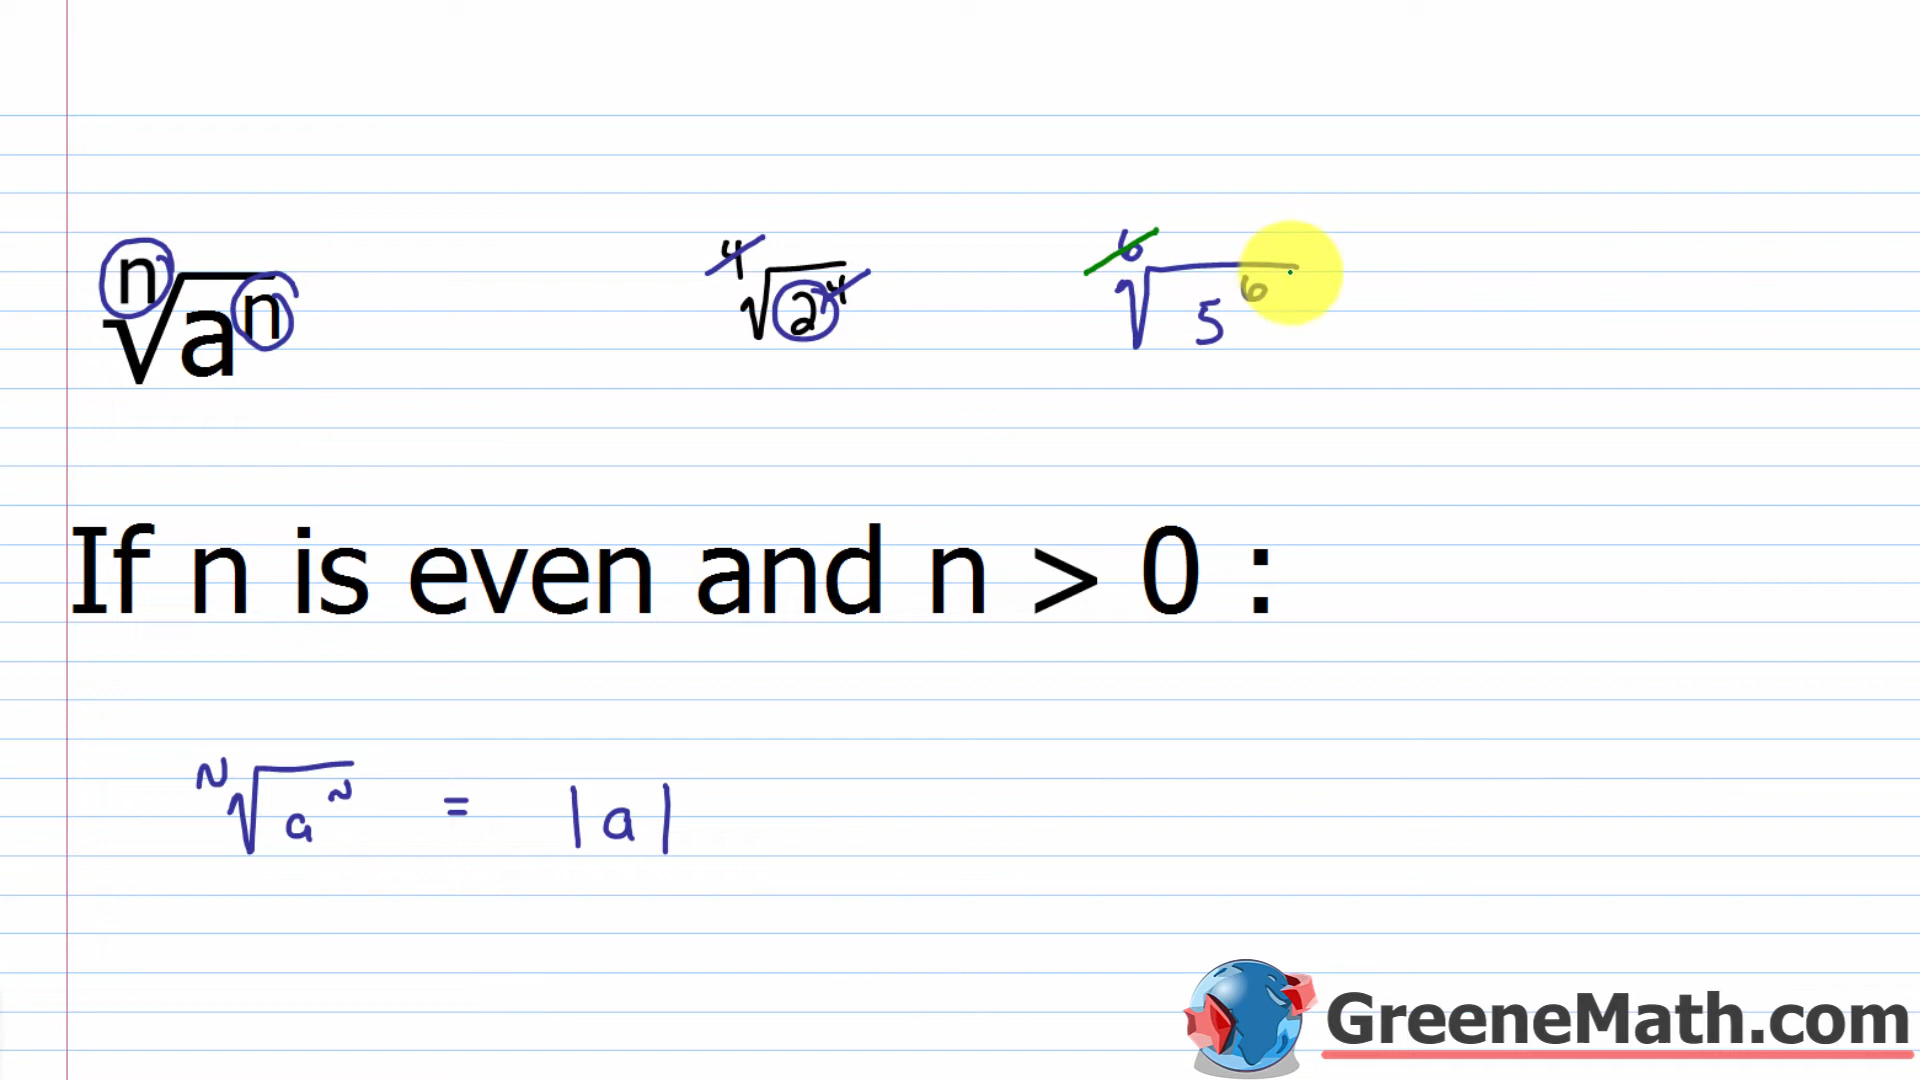 ⁿ√aⁿ ⁴√2⁴ ⁶√5⁶
If n is even and n > 0 :
ᴺ√aᴺ = |a|
GreeneMath.com